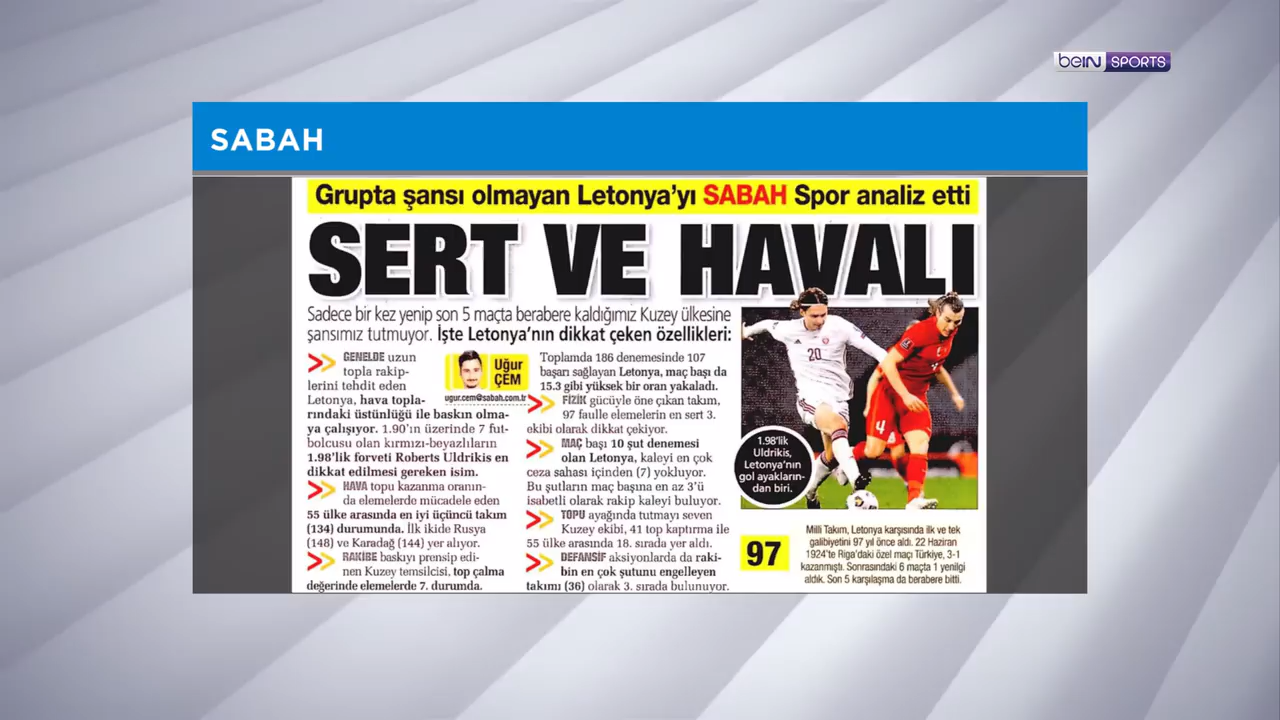 beIN SPORTS
SABAH
Grupta şansı olmayan Letonya'yı SABAH Spor analiz etti
SERT VE HAVALI
Sadece bir kez yenip son 5 maçta berabere kaldığımız Kuzey ülkesine
şansımız tutmuyor. İşte Letonya'nın dikkat çeken özellikleri:
GENELDE uzun
topla rakip-
lerini tehdit eden
Letonya, hava topla-
rındaki üstünlüğü ile baskın olma-
ya çalışıyor. 1.90'ın üzerinde 7 fut-
bolcusu olan kırmızı-beyazlıların
1.98'lik forveti Roberts Uldrikis en
dikkat edilmesi gereken isim.
HAVA topu kazanma oranın-
da elemelerde mücadele eden
55 ülke arasında en iyi üçüncü takım
(134) durumunda. İlk ikide Rusya
(148) ve Karadağ (144) yer alıyor.
RAKİBE baskıyı prensip edi-
nen Kuzey temsilcisi, top çalma
değerinde elemelerde 7. durumda.
Uğur
ÇEM
ugur.cem@sabah.com.tr
Toplamda 186 denemesinde 107
başarı sağlayan Letonya, maç başı da
15.3 gibi yüksek bir oran yakaladı.
FİZİK gücüyle öne çıkan takım,
97 faulle elemelerin en sert 3.
ekibi olarak dikkat çekiyor.
MAÇ başı 10 şut denemesi
olan Letonya, kaleyi en çok
ceza sahası içinden (7) yokluyor.
Bu şutların maç başına en az 3'ü
isabetli olarak rakip kaleyi buluyor.
TOPU ayağında tutmayı seven
Kuzey ekibi, 41 top kaptırma ile
55 ülke arasında 18. sırada yer aldı.
DEFANSİF aksiyonlarda da raki-
bin en çok şutunu engelleyen
takımı (36) olarak 3. sırada bulunuyor.
20
4
1.98'lik
Uldrikis,
Letonya'nın
gol ayakların-
dan biri.
97
Milli Takım, Letonya karşısında ilk ve tek
galibiyetini 97 yıl önce aldı. 22 Haziran
1924'te Riga'daki özel maçı Türkiye, 3-1
kazanmıştı. Sonrasındaki 6 maçta 1 yenilgi
aldık. Son 5 karşılaşma da berabere bitti.